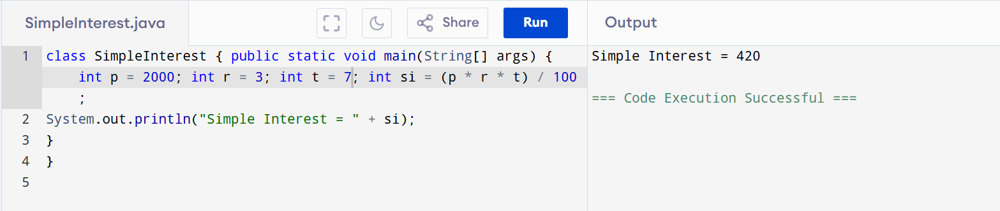 SimpleInterest.java
Share
Run
Output
1 class SimpleInterest { public static void main(String[] args) {
int p = 2000; int r = 3; int t = 7; int si = (p * r * t) / 100
;
2 System.out.println("Simple Interest = " + si);
3 }
4 }
5
Simple Interest = 420
=== Code Execution Successful ===